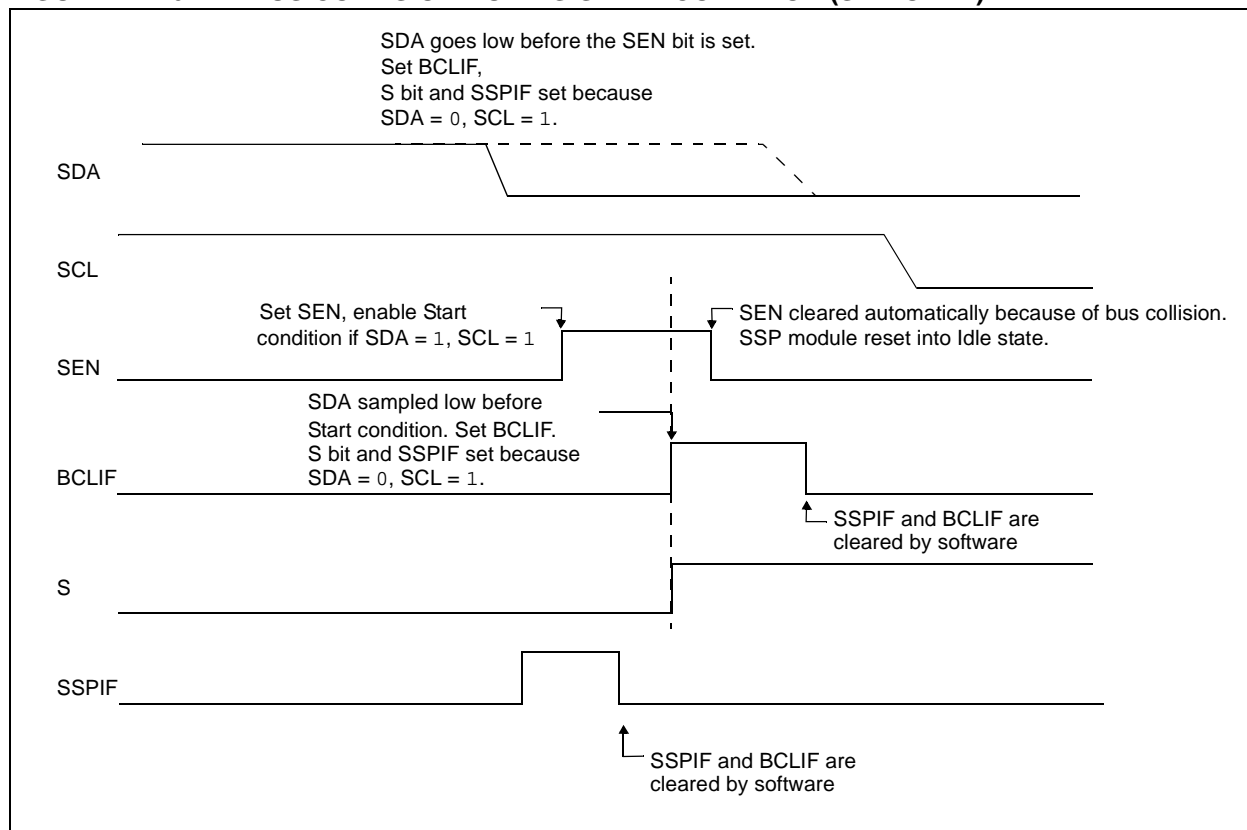 SDA goes low before the SEN bit is set.
Set BCLIF,
S bit and SSPIF set because
SDA = 0, SCL = 1.
SDA
SCL
Set SEN, enable Start
condition if SDA = 1, SCL = 1
SEN cleared automatically because of bus collision.
SSP module reset into Idle state.
SEN
SDA sampled low before
Start condition. Set BCLIF.
S bit and SSPIF set because
SDA = 0, SCL = 1.
BCLIF
SSPIF and BCLIF are
cleared by software
S
SSPIF
SSPIF and BCLIF are
cleared by software